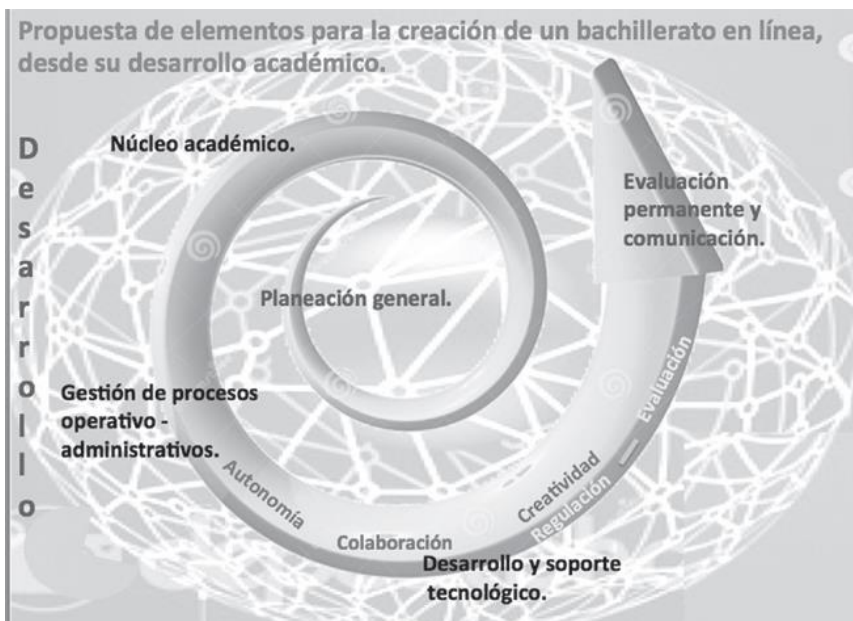 Propuesta de elementos para la creación de un bachillerato en línea,
desde su desarrollo académico.
Desarrollo
Núcleo académico.
Evaluación
permanente y
comunicación.
Planeación general.
Gestión de procesos
operativo -
administrativos.
Autonomía
Colaboración
Creatividad
Regulación — Evaluación
Desarrollo y soporte
tecnológico.